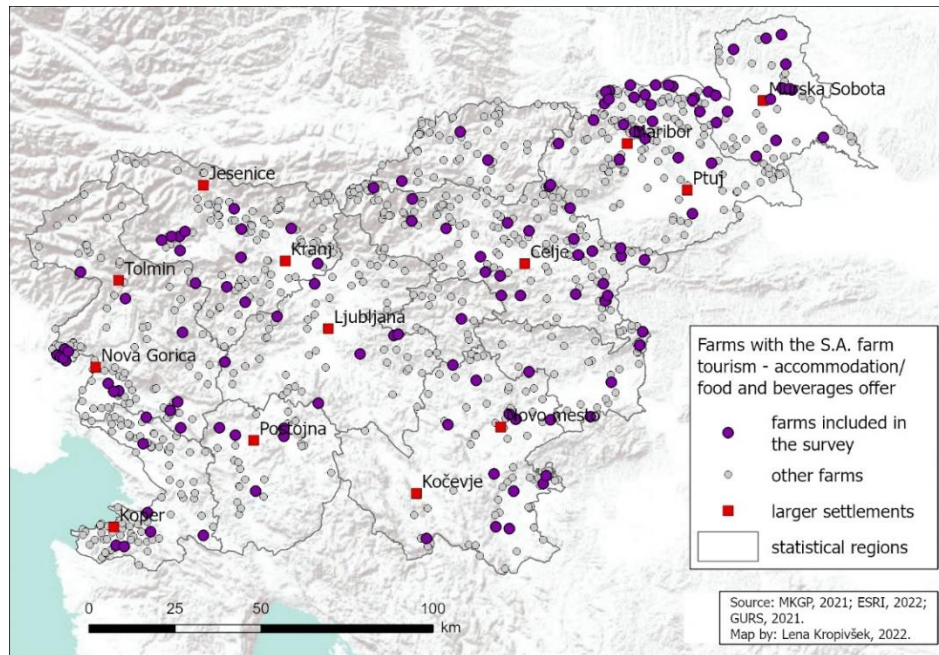 Murska Sobota
Maribor
Jesenice
Ptuj
Kranj
Celje
Tolmin
Ljubljana
Nova Gorica
Novo mesto
Postojna
Kočevje
Koper
Farms with the S.A. farm
tourism - accommodation/
food and beverages offer
farms included in
the survey
other farms
larger settlements
statistical regions
0 25 50 100
km
Source: MKGP, 2021; ESRI, 2022;
GURS, 2021.
Map by: Lena Kropivšek, 2022.